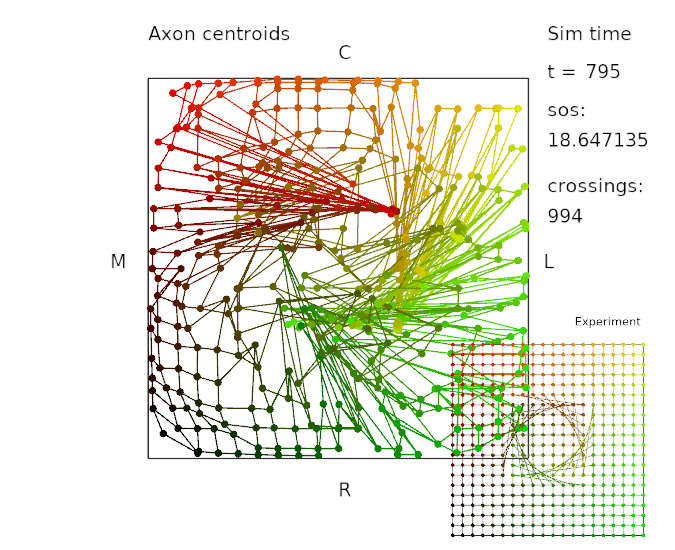 Axon centroids
Sim time
C
t = 795
sos:
18.647135
crossings:
994
M
L
Experiment
R